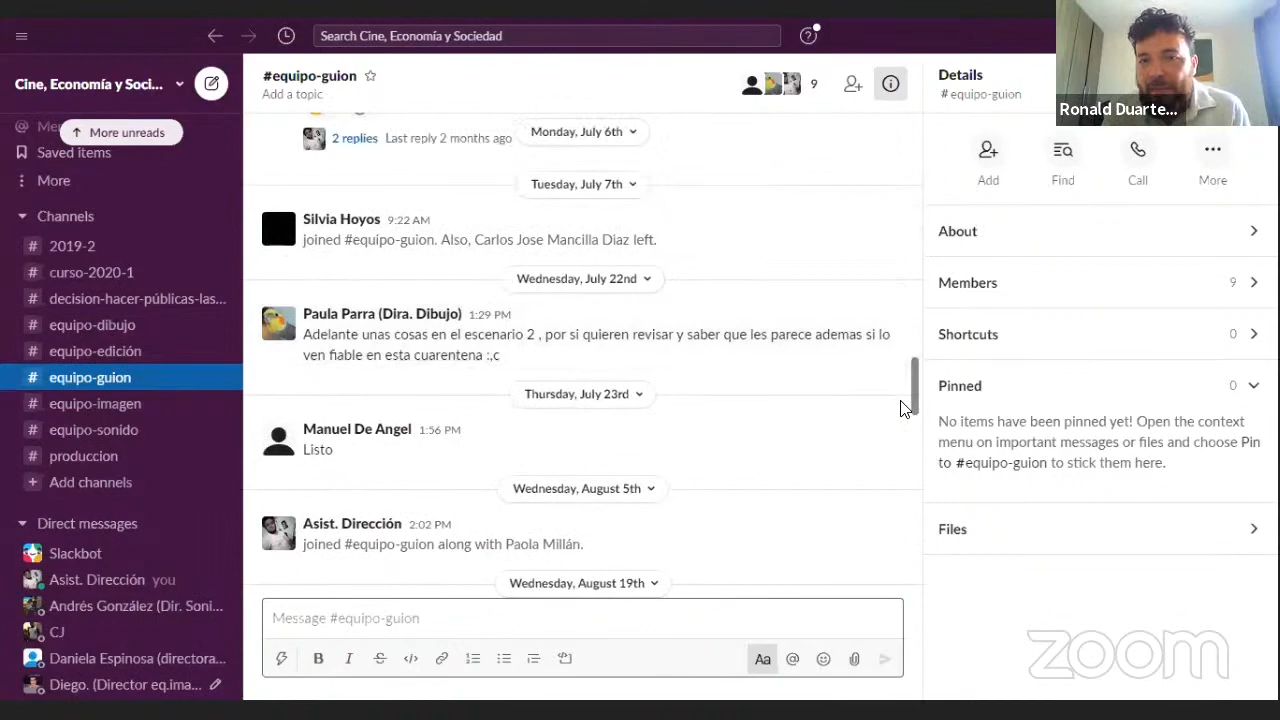 Search Cine, Economía y Sociedad
Ronald Duarte...
Cine, Economía y Soci...
More unreads
Saved items
More
Channels
# 2019-2
# curso-2020-1
# decision-hacer-públicas-las...
# equipo-dibujo
# equipo-edición
# equipo-guion
# equipo-imagen
# equipo-sonido
# produccion
+ Add channels
Direct messages
Slackbot
Asist. Dirección you
Andrés González (Dir. Soni...
CJ
Daniela Espinosa (directora...
Diego. (Director eq.ima...
#equipo-guion
Add a topic
9
2 replies Last reply 2 months ago
Monday, July 6th
Tuesday, July 7th
Silvia Hoyos 9:22 AM
joined #equipo-guion. Also, Carlos Jose Mancilla Diaz left.
Wednesday, July 22nd
Paula Parra (Dira. Dibujo) 1:29 PM
Adelante unas cosas en el escenario 2 , por si quieren revisar y saber que les parece ademas si lo
ven fiable en esta cuarentena :,c
Thursday, July 23rd
Manuel De Angel 1:56 PM
Listo
Wednesday, August 5th
Asist. Dirección 2:02 PM
joined #equipo-guion along with Paola Millán.
Wednesday, August 19th
Message #equipo-guion
B I S </> Aa @
Details
# equipo-guion
Add Find Call More
About
Members 9
Shortcuts 0
Pinned 0
No items have been pinned yet! Open the context
menu on important messages or files and choose Pin
to #equipo-guion to stick them here.
Files
zoom